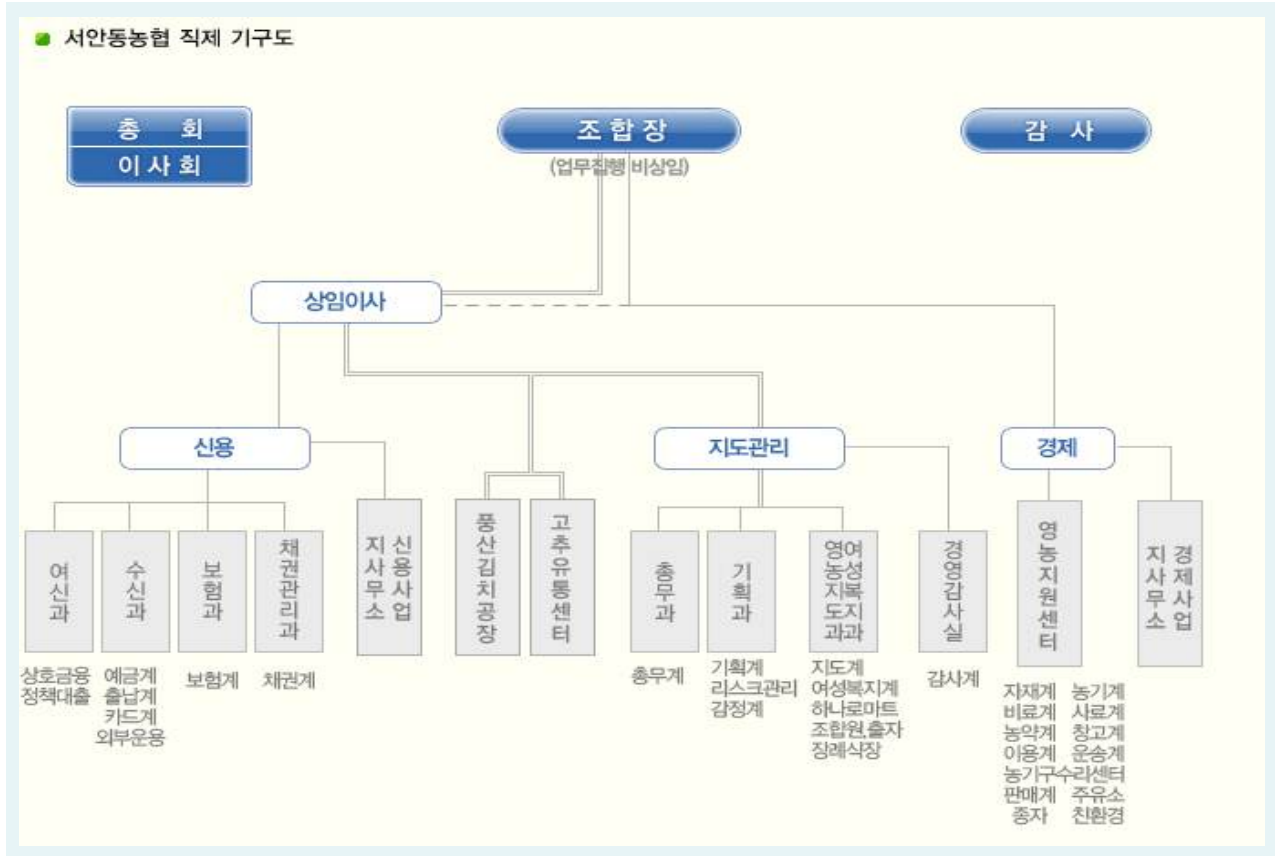 서안동농협 직제 기구도
총 회
이사회
조합장
(업무집행 비상임)
감 사
상임이사
신용
지도관리
경제
여신과
수신과
보험과
채권관리과
신용사업
지사무소
풍산김치공장
고추유통센터
총무과
기획과
여성복지과
영농지도과
경영감사실
영농지원센터
경제사업
지사무소
상호금융
정책대출
예금계
출납계
카드계
외부운용
보험계
채권계
총무계
기획계
리스크관리
감정계
지도계
여성복지계
하나로마트
조합원,출자
장례식장
감사계
자재계 농기계
비료계 사료계
농약계 창고계
이용계 운송계
농기구수리센터
판매계 주유소
종자 친환경